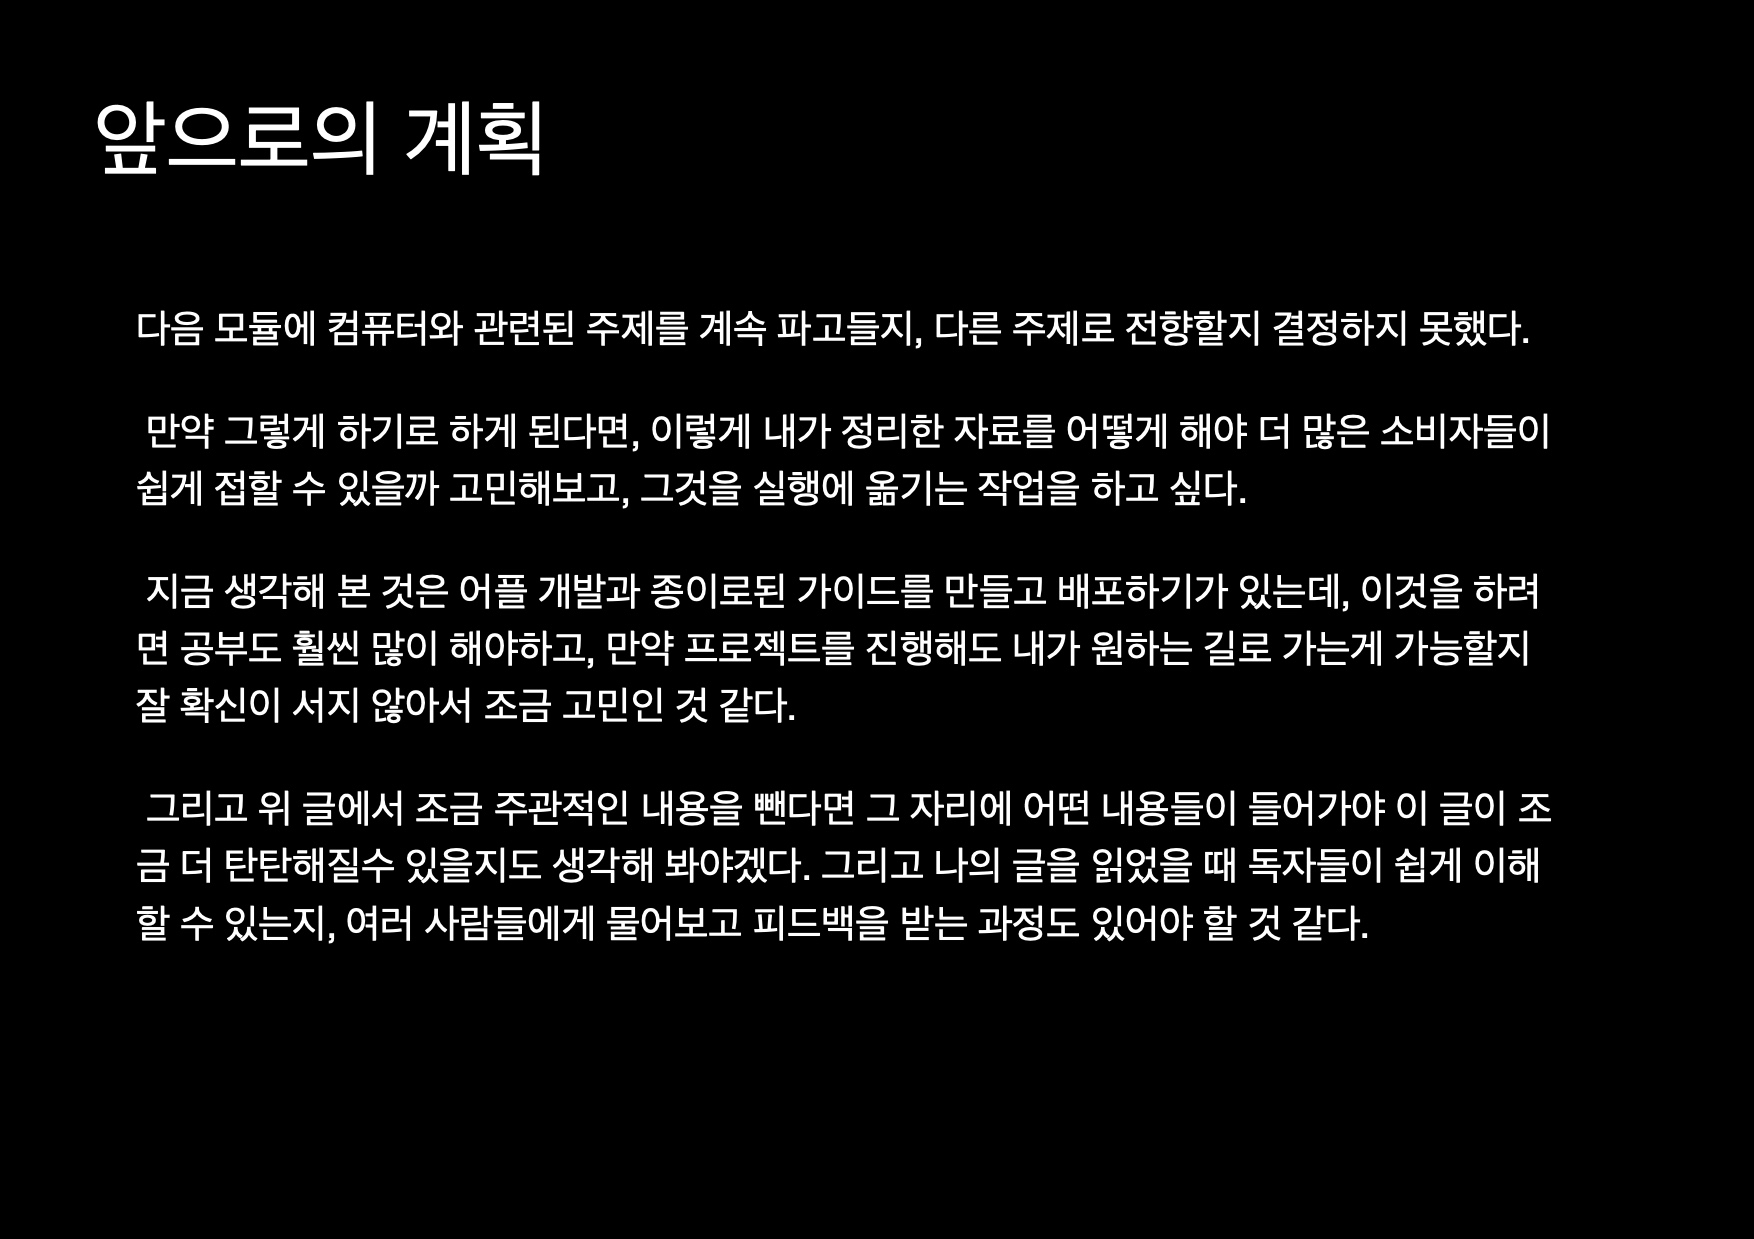 앞으로의 계획
다음 모듈에 컴퓨터와 관련된 주제를 계속 파고들지, 다른 주제로 전향할지 결정하지 못했다.
만약 그렇게 하기로 하게 된다면, 이렇게 내가 정리한 자료를 어떻게 해야 더 많은 소비자들이
쉽게 접할 수 있을까 고민해보고, 그것을 실행에 옮기는 작업을 하고 싶다.
지금 생각해 본 것은 어플 개발과 종이로된 가이드를 만들고 배포하기가 있는데, 이것을 하려
면 공부도 훨씬 많이 해야하고, 만약 프로젝트를 진행해도 내가 원하는 길로 가는게 가능할지
잘 확신이 서지 않아서 조금 고민인 것 같다.
그리고 위 글에서 조금 주관적인 내용을 뺀다면 그 자리에 어떤 내용들이 들어가야 이 글이 조
금 더 탄탄해질수 있을지도 생각해 봐야겠다. 그리고 나의 글을 읽었을 때 독자들이 쉽게 이해
할 수 있는지, 여러 사람들에게 물어보고 피드백을 받는 과정도 있어야 할 것 같다.